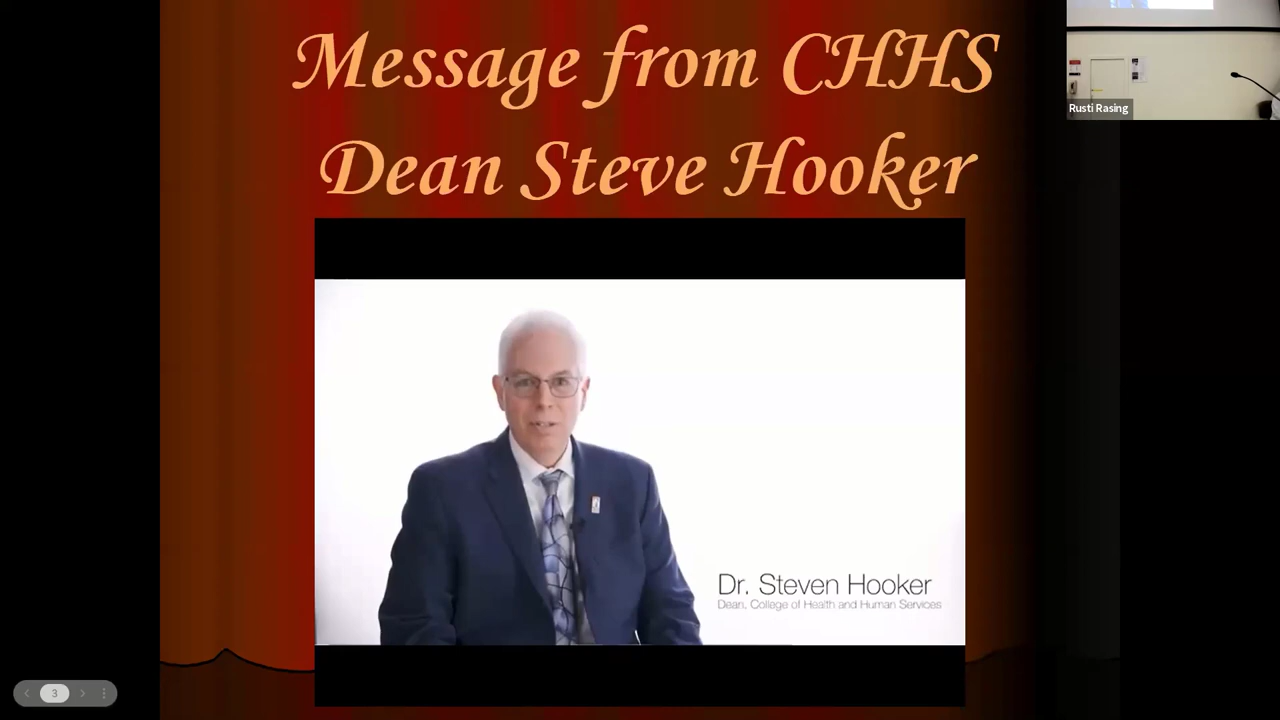 Message from CHHS
Dean Steve Hooker
Rusti Rasing
Dr. Steven Hooker
Dean, College of Health and Human Services
3